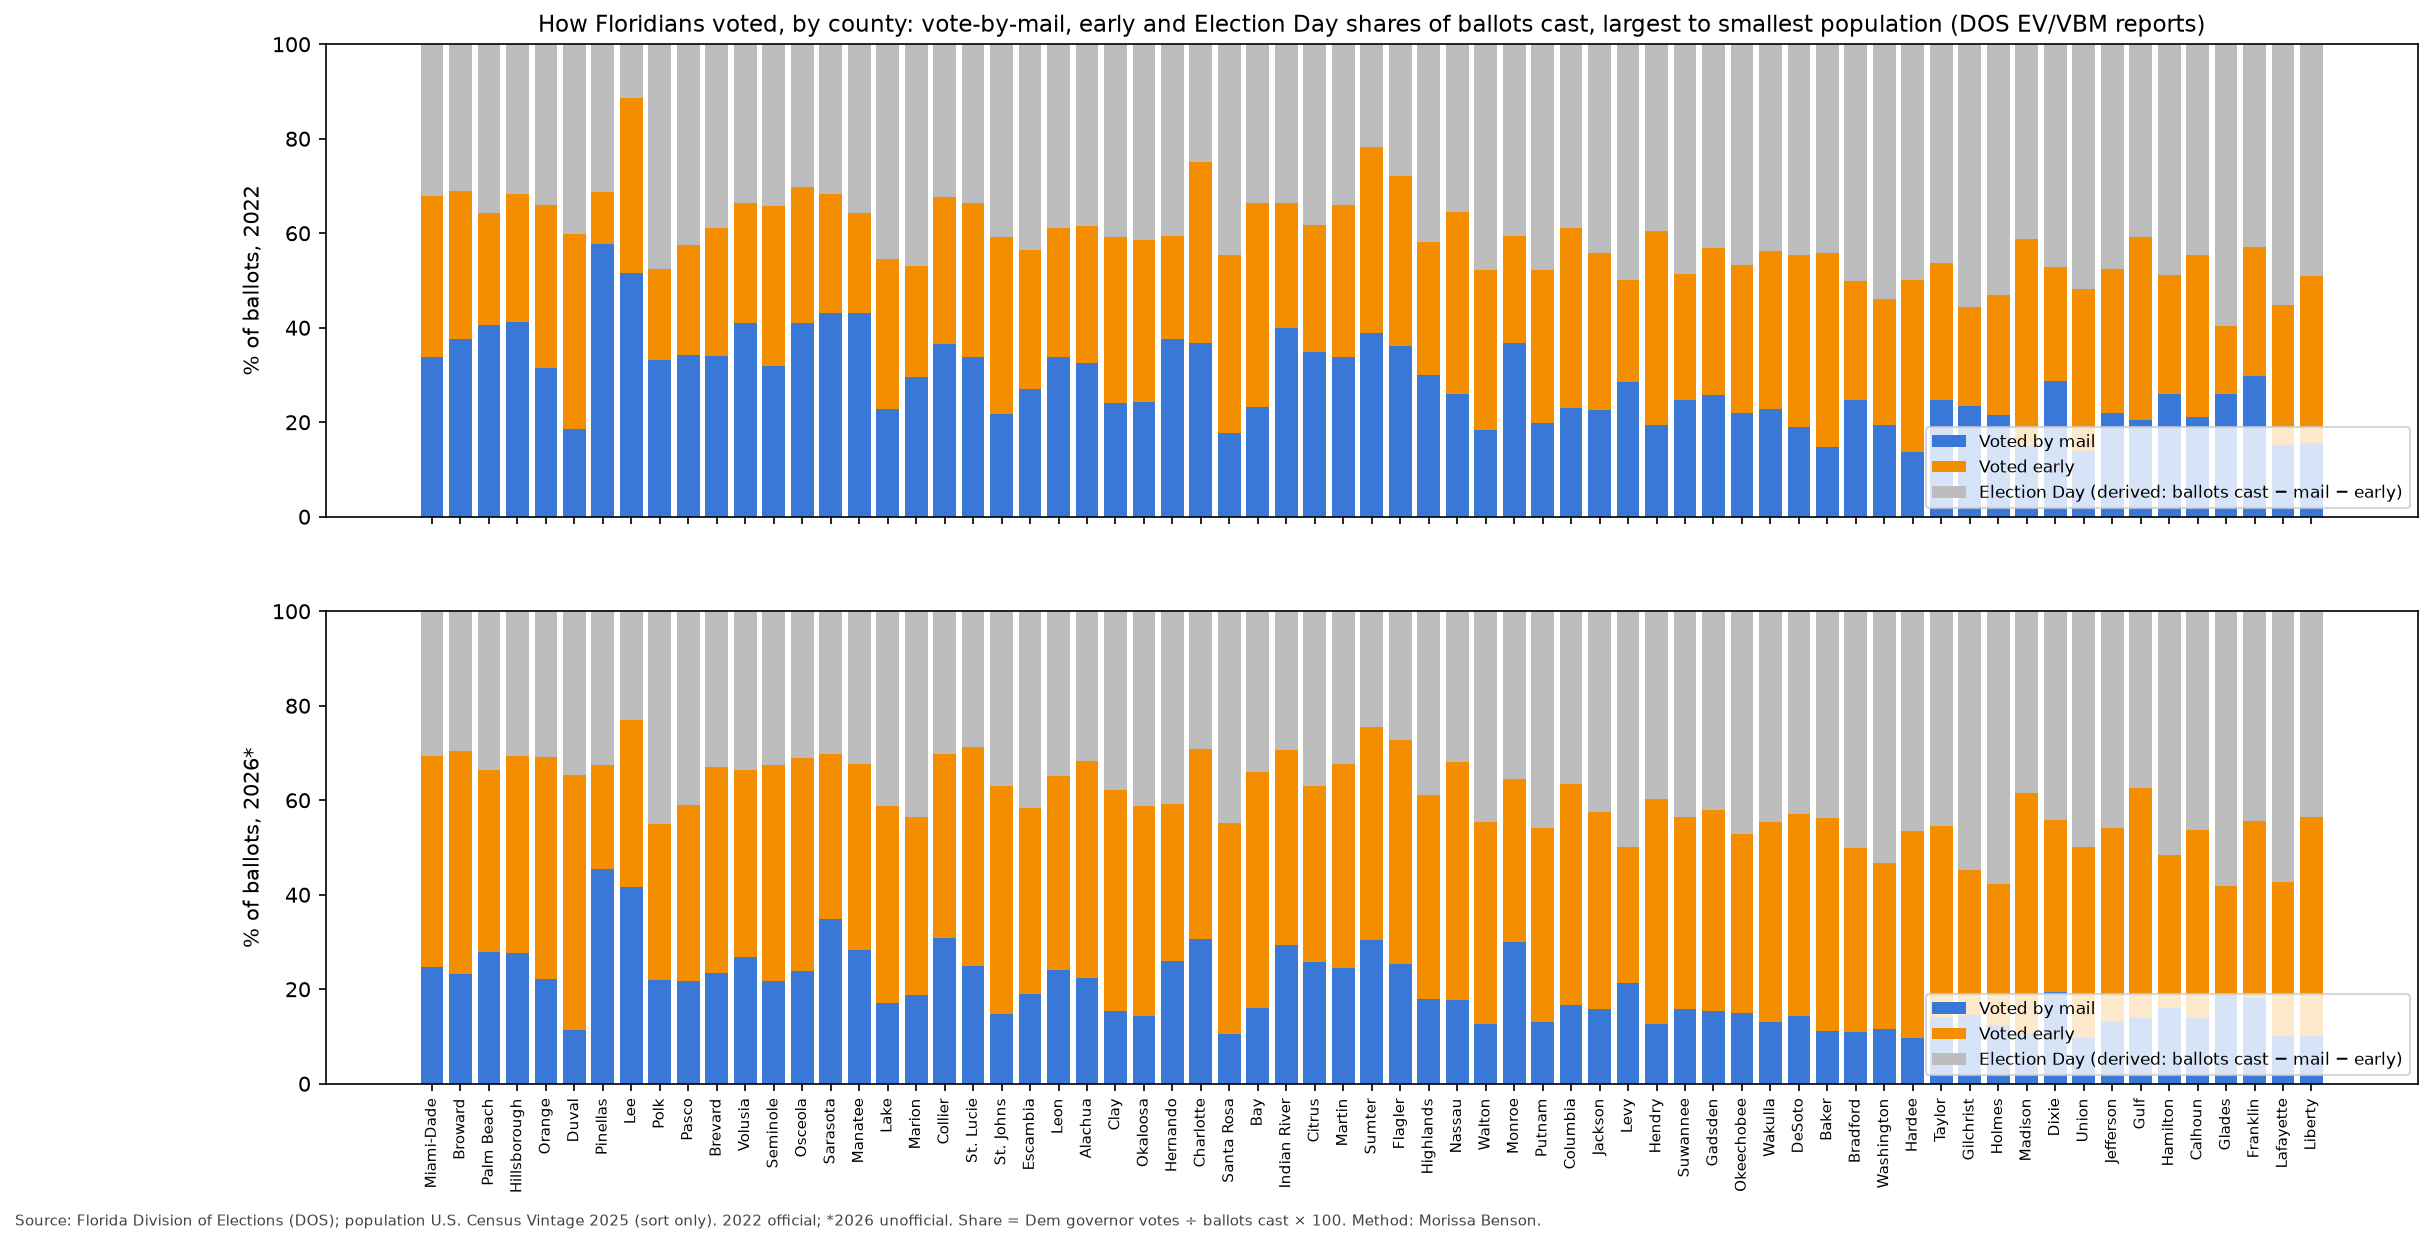 How Floridians voted, by county: vote-by-mail, early and Election Day shares of ballots cast, largest to smallest population (DOS EV/VBM reports)
% of ballots, 2022
100
80
60
40
20
0
Voted by mail
Voted early
Election Day (derived: ballots cast − mail − early)
% of ballots, 2026*
100
80
60
40
20
0
Voted by mail
Voted early
Election Day (derived: ballots cast − mail − early)
Miami-Dade
Broward
Palm Beach
Hillsborough
Orange
Duval
Pinellas
Lee
Polk
Pasco
Brevard
Volusia
Seminole
Osceola
Sarasota
Manatee
Lake
Marion
Collier
St. Lucie
St. Johns
Escambia
Leon
Alachua
Clay
Okaloosa
Hernando
Charlotte
Santa Rosa
Bay
Indian River
Citrus
Martin
Sumter
Flagler
Highlands
Nassau
Walton
Monroe
Putnam
Columbia
Jackson
Levy
Hendry
Suwannee
Gadsden
Okeechobee
Wakulla
DeSoto
Baker
Bradford
Washington
Hardee
Taylor
Gilchrist
Holmes
Madison
Dixie
Union
Jefferson
Gulf
Hamilton
Calhoun
Glades
Franklin
Lafayette
Liberty
Source: Florida Division of Elections (DOS); population U.S. Census Vintage 2025 (sort only). 2022 official; *2026 unofficial. Share = Dem governor votes ÷ ballots cast × 100. Method: Morissa Benson.